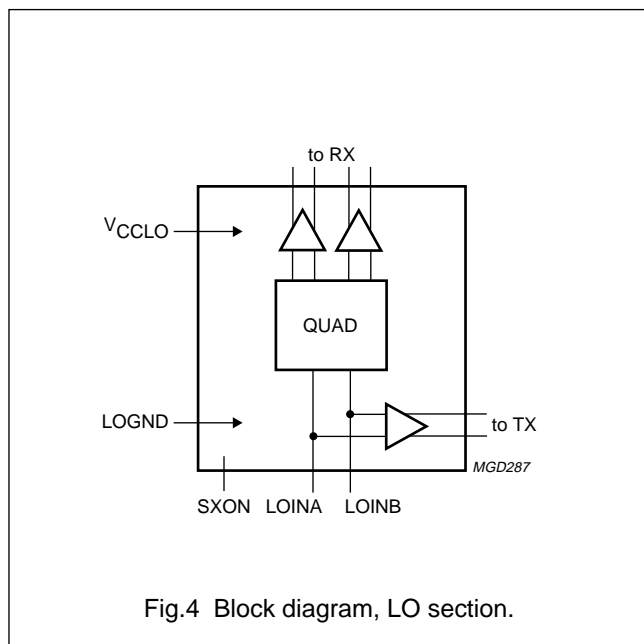 to RX
VCCLO
QUAD
LOGND
to TX
MGD287
SXON LOINA LOINB
Fig.4 Block diagram, LO section.